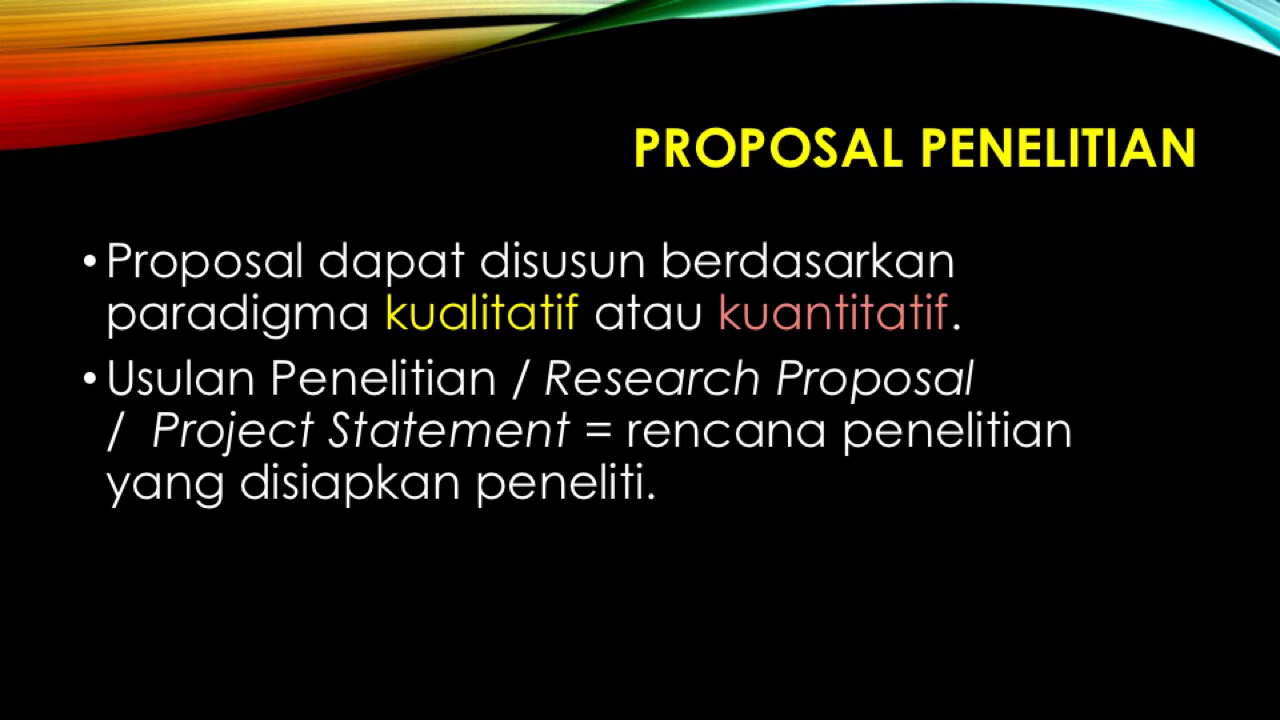 PROPOSAL PENELITIAN
• Proposal dapat disusun berdasarkan
paradigma kualitatif atau kuantitatif.
• Usulan Penelitian / Research Proposal
/ Project Statement = rencana penelitian
yang disiapkan peneliti.